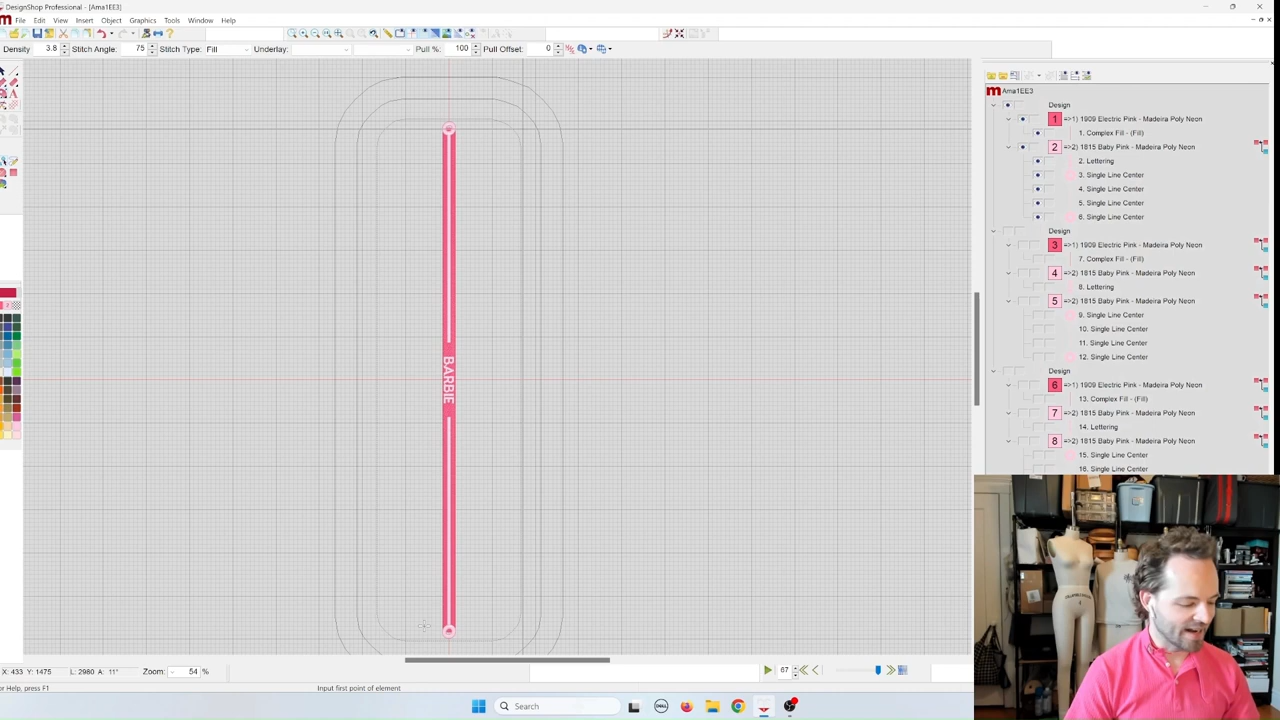 DesignShop Professional - [Ama1EE3]
File Edit View Insert Object Graphics Tools Window Help
Density 3.8 Stitch Angle: 75 Stitch Type: Fill Underlay: Pull %: 100 Pull Offset: 0
Ama1EE3
Design
1 =>1) 1909 Electric Pink - Madeira Poly Neon
1. Complex Fill - (Fill)
2 =>2) 1815 Baby Pink - Madeira Poly Neon
2. Lettering
3. Single Line Center
4. Single Line Center
5. Single Line Center
6. Single Line Center
Design
3 =>1) 1909 Electric Pink - Madeira Poly Neon
7. Complex Fill - (Fill)
4 =>2) 1815 Baby Pink - Madeira Poly Neon
8. Lettering
5 =>2) 1815 Baby Pink - Madeira Poly Neon
9. Single Line Center
10. Single Line Center
11. Single Line Center
12. Single Line Center
Design
6 =>1) 1909 Electric Pink - Madeira Poly Neon
13. Complex Fill - (Fill)
7 =>2) 1815 Baby Pink - Madeira Poly Neon
14. Lettering
8 =>2) 1815 Baby Pink - Madeira Poly Neon
15. Single Line Center
16. Single Line Center
BARBIE
X: 433 Y: 1475 L: 2980 A: 11° Zoom: 54 % 67
or Help, press F1 Input first point of element
Search
DELL